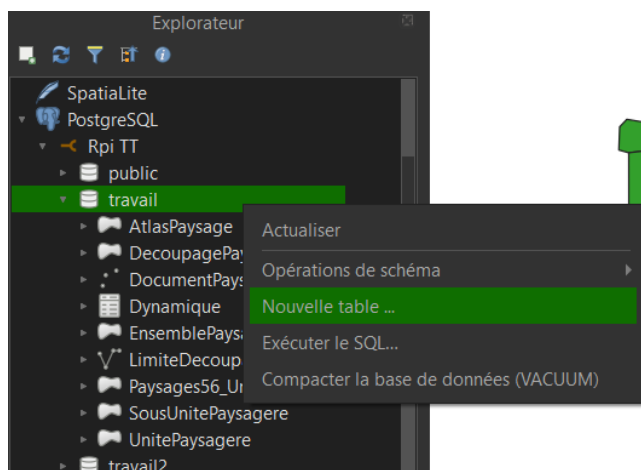 Explorateur
SpatiaLite
PostgreSQL
Rpi TT
public
travail
AtlasPaysage
DecoupagePay
DocumentPays
Dynamique
EnsemblePaysa
LimiteDecoup
Paysages56_Un
SousUnitePaysagere
UnitePaysagere
travail2
Actualiser
Opérations de schéma
Nouvelle table ...
Exécuter le SQL...
Compacter la base de données (VACUUM)